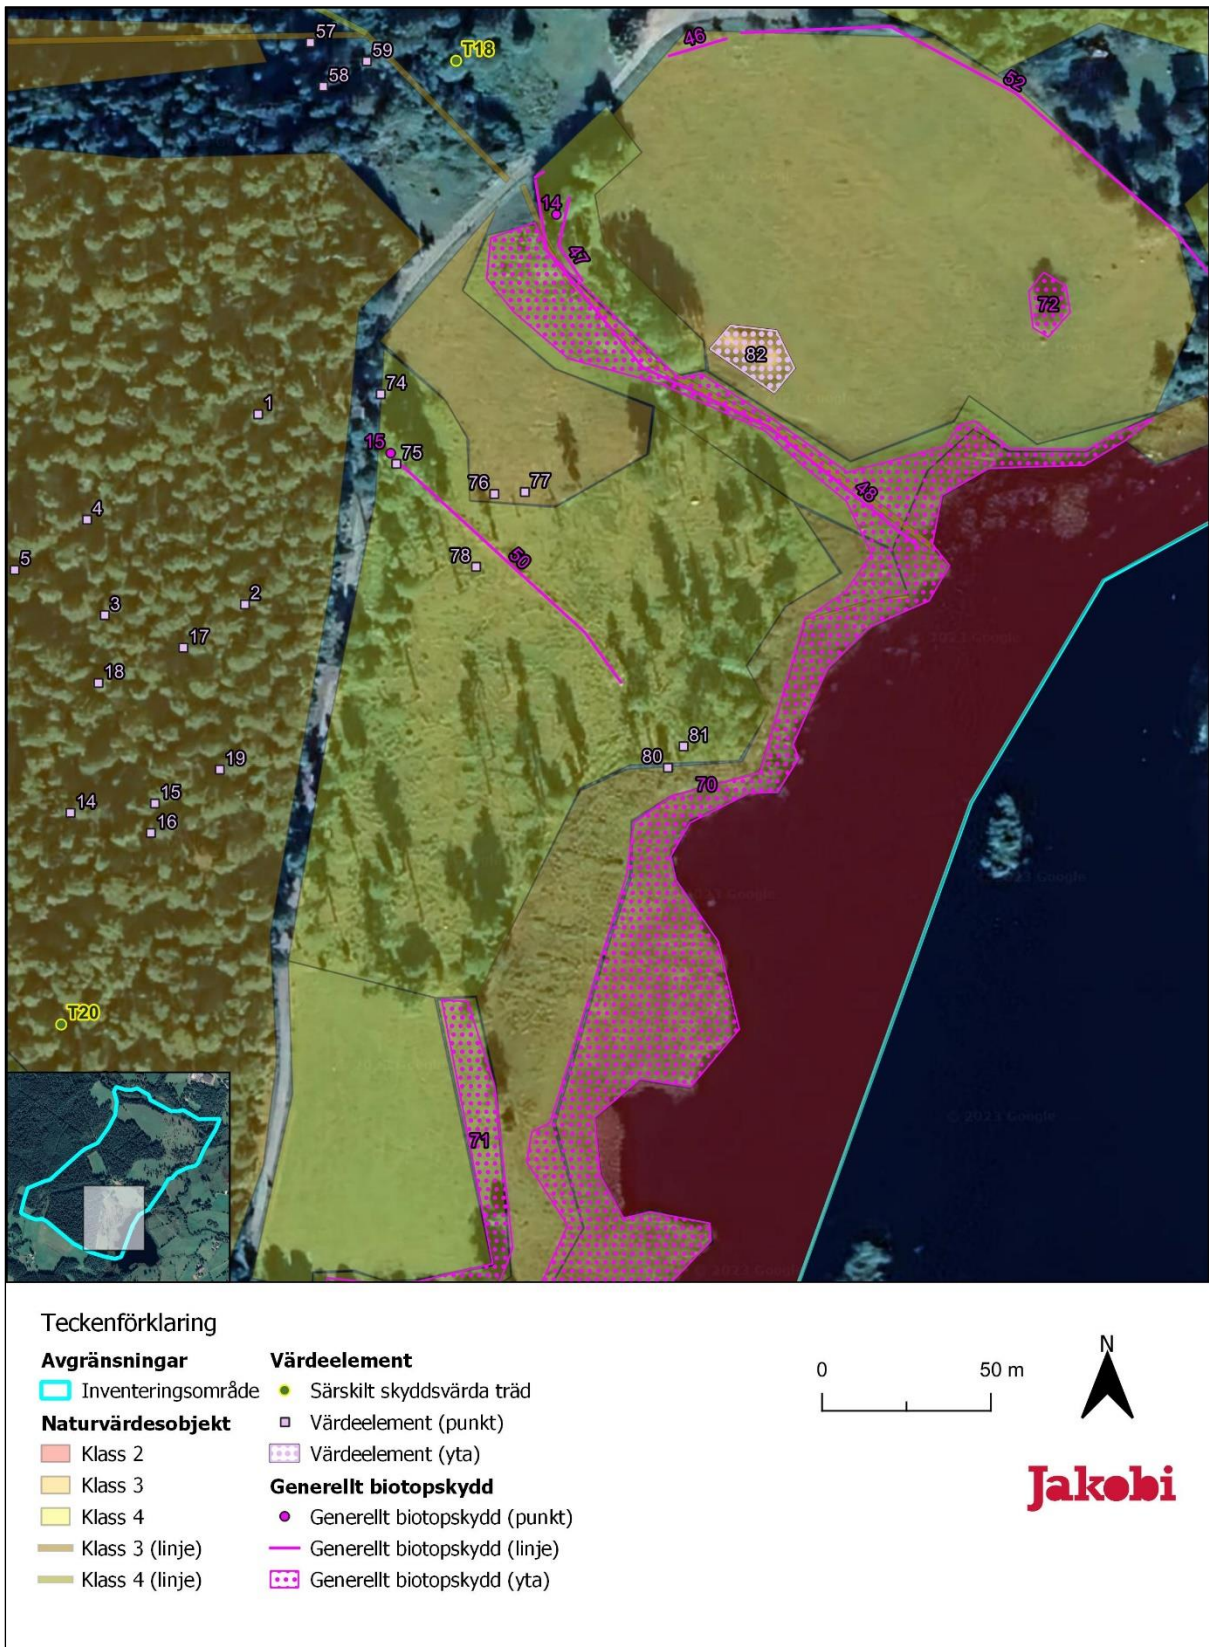 57
59
T18
58
46
52
14
47
72
82
74
1
15
75
76
77
4
48
78
50
5
2
3
17
18
81
80
19
70
15
14
16
T20
71
© 2023 Google
Teckenförklaring
Avgränsningar
Inventeringsområde
Naturvärdesobjekt
Klass 2
Klass 3
Klass 4
Klass 3 (linje)
Klass 4 (linje)
Värdeelement
Särskilt skyddsvärda träd
Värdeelement (punkt)
Värdeelement (yta)
Generellt biotopskydd
Generellt biotopskydd (punkt)
Generellt biotopskydd (linje)
Generellt biotopskydd (yta)
0 50 m
N
Jakobi